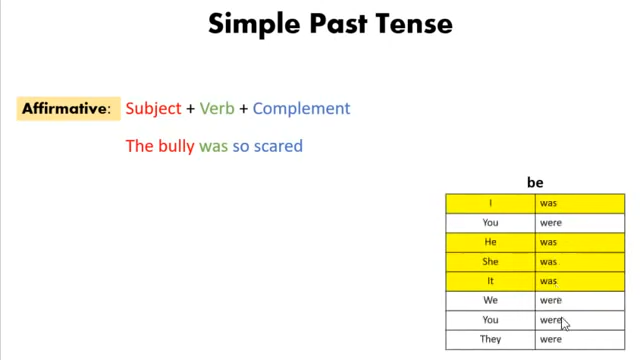 Simple Past Tense
Affirmative: Subject + Verb + Complement
The bully was so scared
be
I was
You were
He was
She was
It was
We were
You were
They were